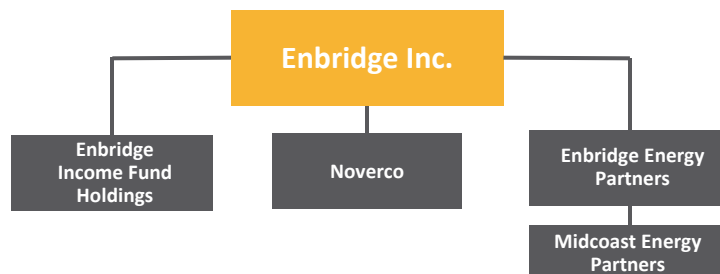 Enbridge Inc.
Enbridge
Income Fund
Holdings
Noverco
Enbridge Energy
Partners
Midcoast Energy
Partners